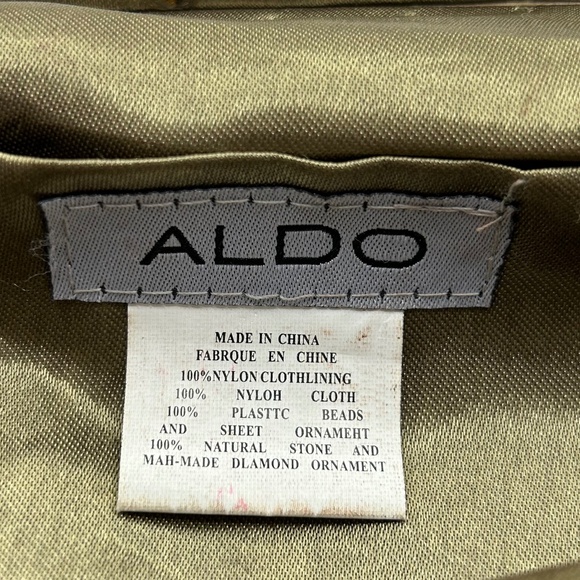 ALDO
MADE IN CHINA
FABRQUE EN CHINE
100%NYLON CLOTHLINING
100% NYLOH CLOTH
100% PLASTTC BEADS
AND SHEET ORNAMEHT
100% NATURAL STONE AND
MAH-MADE DLAMOND ORNAMENT